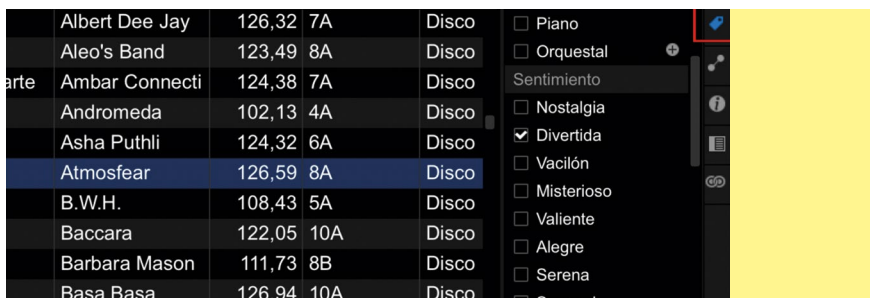 Albert Dee Jay 126,32 7A Disco
Aleo's Band 123,49 8A Disco
arte Ambar Connecti 124,38 7A Disco
Andromeda 102,13 4A Disco
Asha Puthli 124,32 6A Disco
Atmosfear 126,59 8A Disco
B.W.H. 108,43 5A Disco
Baccara 122,05 10A Disco
Barbara Mason 111,73 8B Disco
Basa Basa 126,94 10A Disco
Piano
Orquestal
Sentimiento
Nostalgia
Divertida
Vacilón
Misterioso
Valiente
Alegre
Serena